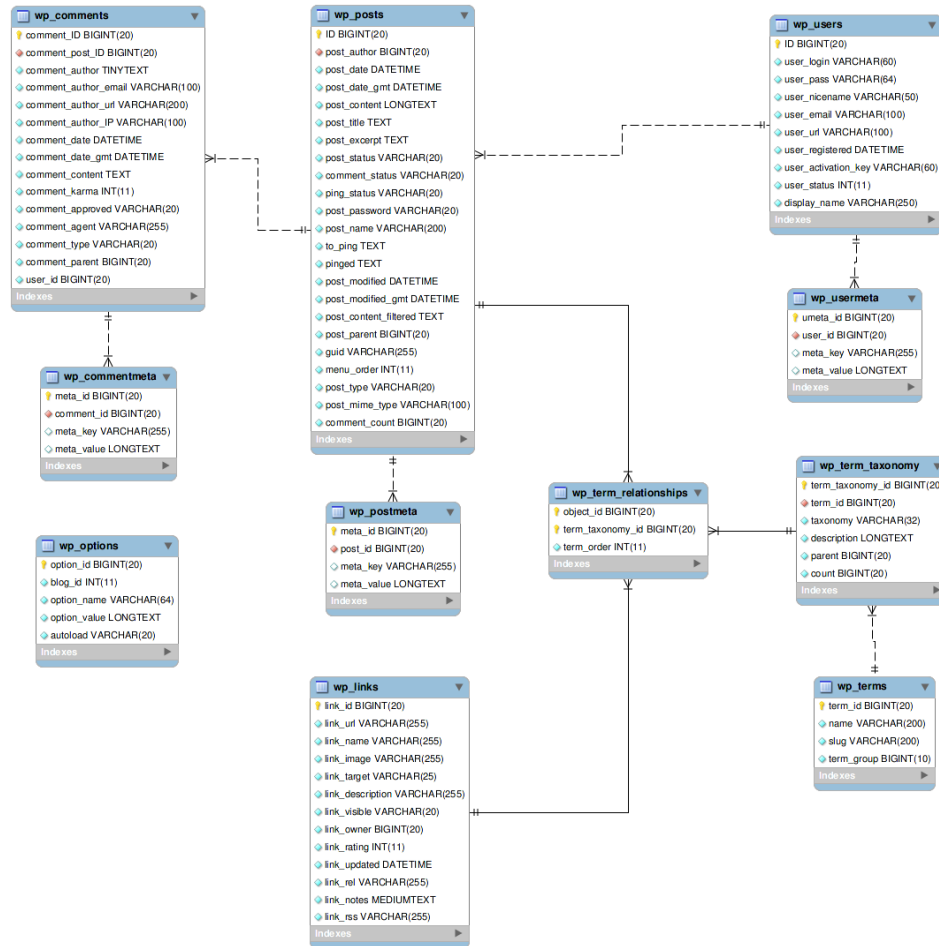 wp_comments
comment_ID BIGINT(20)
comment_post_ID BIGINT(20)
comment_author TINYTEXT
comment_author_email VARCHAR(100)
comment_author_url VARCHAR(200)
comment_author_IP VARCHAR(100)
comment_date DATETIME
comment_date_gmt DATETIME
comment_content TEXT
comment_karma INT(11)
comment_approved VARCHAR(20)
comment_agent VARCHAR(255)
comment_type VARCHAR(20)
comment_parent BIGINT(20)
user_id BIGINT(20)
Indexes
wp_posts
ID BIGINT(20)
post_author BIGINT(20)
post_date DATETIME
post_date_gmt DATETIME
post_content LONGTEXT
post_title TEXT
post_excerpt TEXT
post_status VARCHAR(20)
comment_status VARCHAR(20)
ping_status VARCHAR(20)
post_password VARCHAR(20)
post_name VARCHAR(200)
to_ping TEXT
pinged TEXT
post_modified DATETIME
post_modified_gmt DATETIME
post_content_filtered TEXT
post_parent BIGINT(20)
guid VARCHAR(255)
menu_order INT(11)
post_type VARCHAR(20)
post_mime_type VARCHAR(100)
comment_count BIGINT(20)
Indexes
wp_users
ID BIGINT(20)
user_login VARCHAR(60)
user_pass VARCHAR(64)
user_nicename VARCHAR(50)
user_email VARCHAR(100)
user_url VARCHAR(100)
user_registered DATETIME
user_activation_key VARCHAR(60)
user_status INT(11)
display_name VARCHAR(250)
Indexes
wp_usermeta
umeta_id BIGINT(20)
user_id BIGINT(20)
meta_key VARCHAR(255)
meta_value LONGTEXT
Indexes
wp_commentmeta
meta_id BIGINT(20)
comment_id BIGINT(20)
meta_key VARCHAR(255)
meta_value LONGTEXT
Indexes
wp_postmeta
meta_id BIGINT(20)
post_id BIGINT(20)
meta_key VARCHAR(255)
meta_value LONGTEXT
Indexes
wp_term_relationships
object_id BIGINT(20)
term_taxonomy_id BIGINT(20)
term_order INT(11)
Indexes
wp_term_taxonomy
term_taxonomy_id BIGINT(20
term_id BIGINT(20)
taxonomy VARCHAR(32)
description LONGTEXT
parent BIGINT(20)
count BIGINT(20)
Indexes
wp_options
option_id BIGINT(20)
blog_id INT(11)
option_name VARCHAR(64)
option_value LONGTEXT
autoload VARCHAR(20)
Indexes
wp_links
link_id BIGINT(20)
link_url VARCHAR(255)
link_name VARCHAR(255)
link_image VARCHAR(255)
link_target VARCHAR(25)
link_description VARCHAR(255)
link_visible VARCHAR(20)
link_owner BIGINT(20)
link_rating INT(11)
link_updated DATETIME
link_rel VARCHAR(255)
link_notes MEDIUMTEXT
link_rss VARCHAR(255)
Indexes
wp_terms
term_id BIGINT(20)
name VARCHAR(200)
slug VARCHAR(200)
term_group BIGINT(10)
Indexes